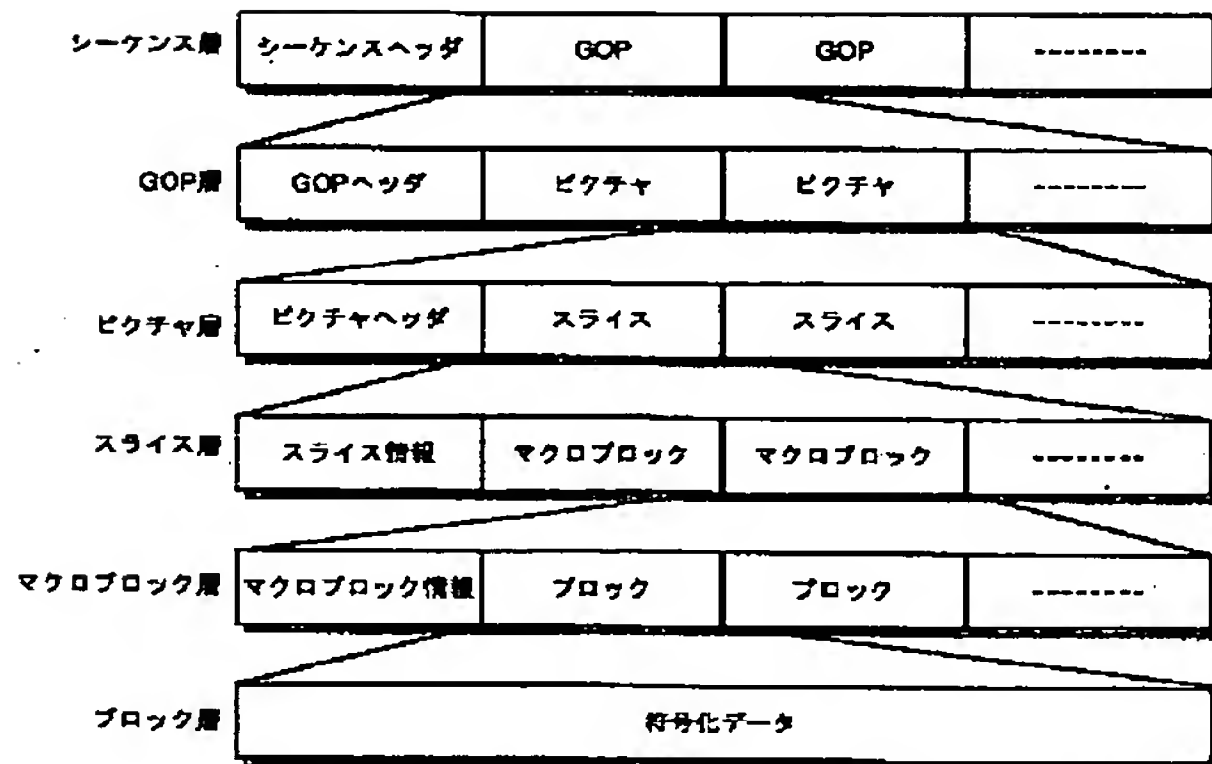 シーケンス層 シーケンスヘッダ GOP GOP --------
GOP層 GOPヘッダ ピクチャ ピクチャ --------
ピクチャ層 ピクチャヘッダ スライス スライス --------
スライス層 スライス情報 マクロブロック マクロブロック --------
マクロブロック層 マクロブロック情報 ブロック ブロック --------
ブロック層 符号化データ